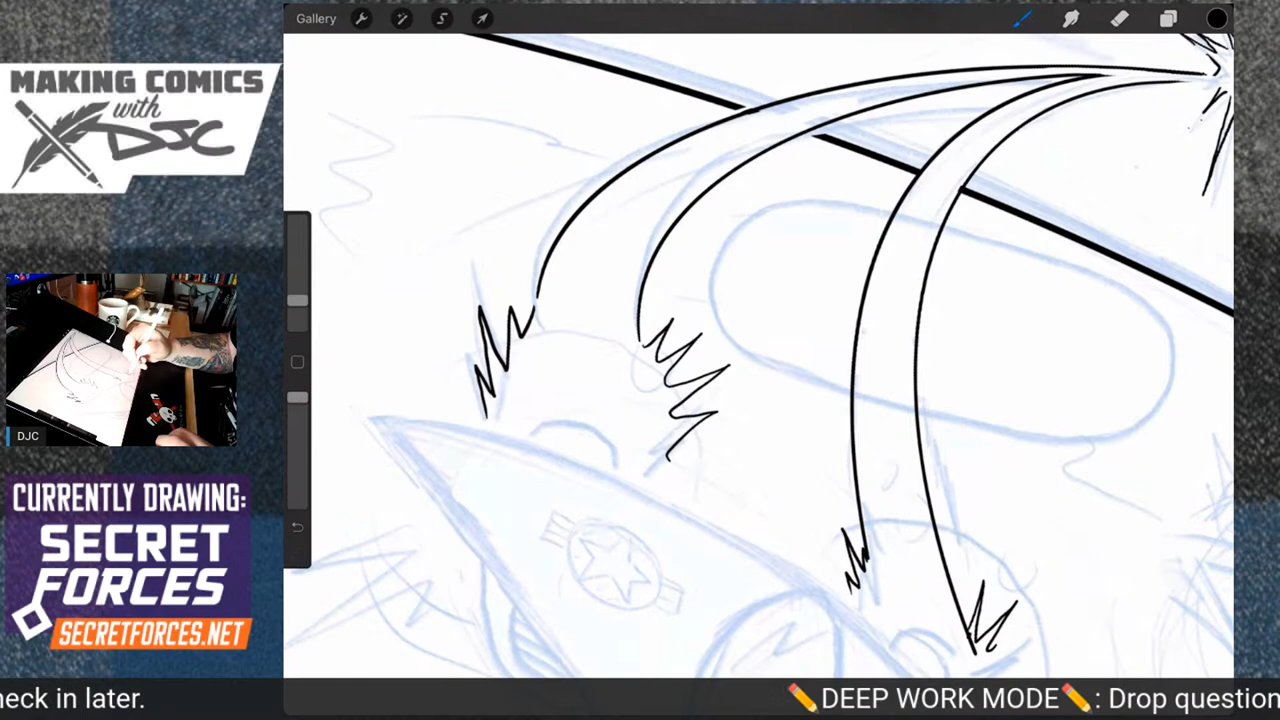 Gallery
MAKING COMICS
with
DJC
DJC
CURRENTLY DRAWING:
SECRET
FORCES
SECRETFORCES.NET
heck in later.
✏️DEEP WORK MODE✏️: Drop question